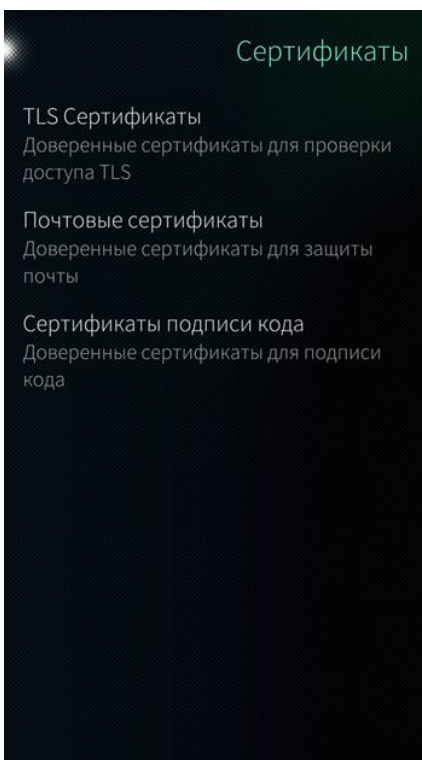 Сертификаты
TLS Сертификаты
Доверенные сертификаты для проверки
доступа TLS
Почтовые сертификаты
Доверенные сертификаты для защиты
почты
Сертификаты подписи кода
Доверенные сертификаты для подписи
кода